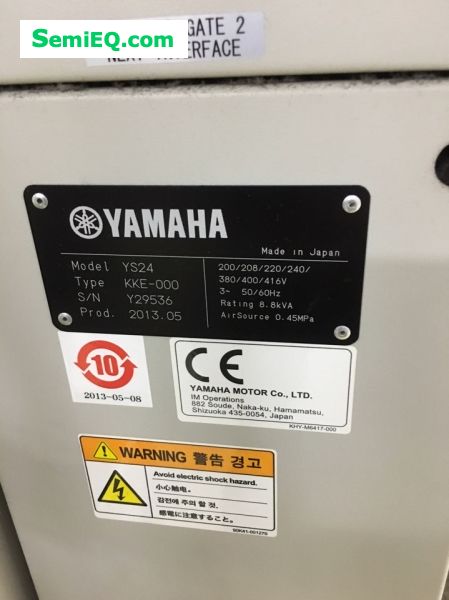 SemiEQ.com
GATE 2
YAMAHA
Made in Japan
Model YS24
Type KKE-000
S/N Y29536
Prod. 2013.05
200/208/220/240/
380/400/416V
3~ 50/60Hz
Rating 8.8kVA
AirSource 0.45MPa
10
2013-05-08
CE
YAMAHA MOTOR Co., LTD.
IM Operations
882 Soude, Naka-ku, Hamamatsu,
Shizuoka 435-0054, Japan
KHY-M6417-000
WARNING 警告 경고
Avoid electric shock hazard.
小心触电。
감전에 주의 할 것.
感電に注意すること。
90K41-001276